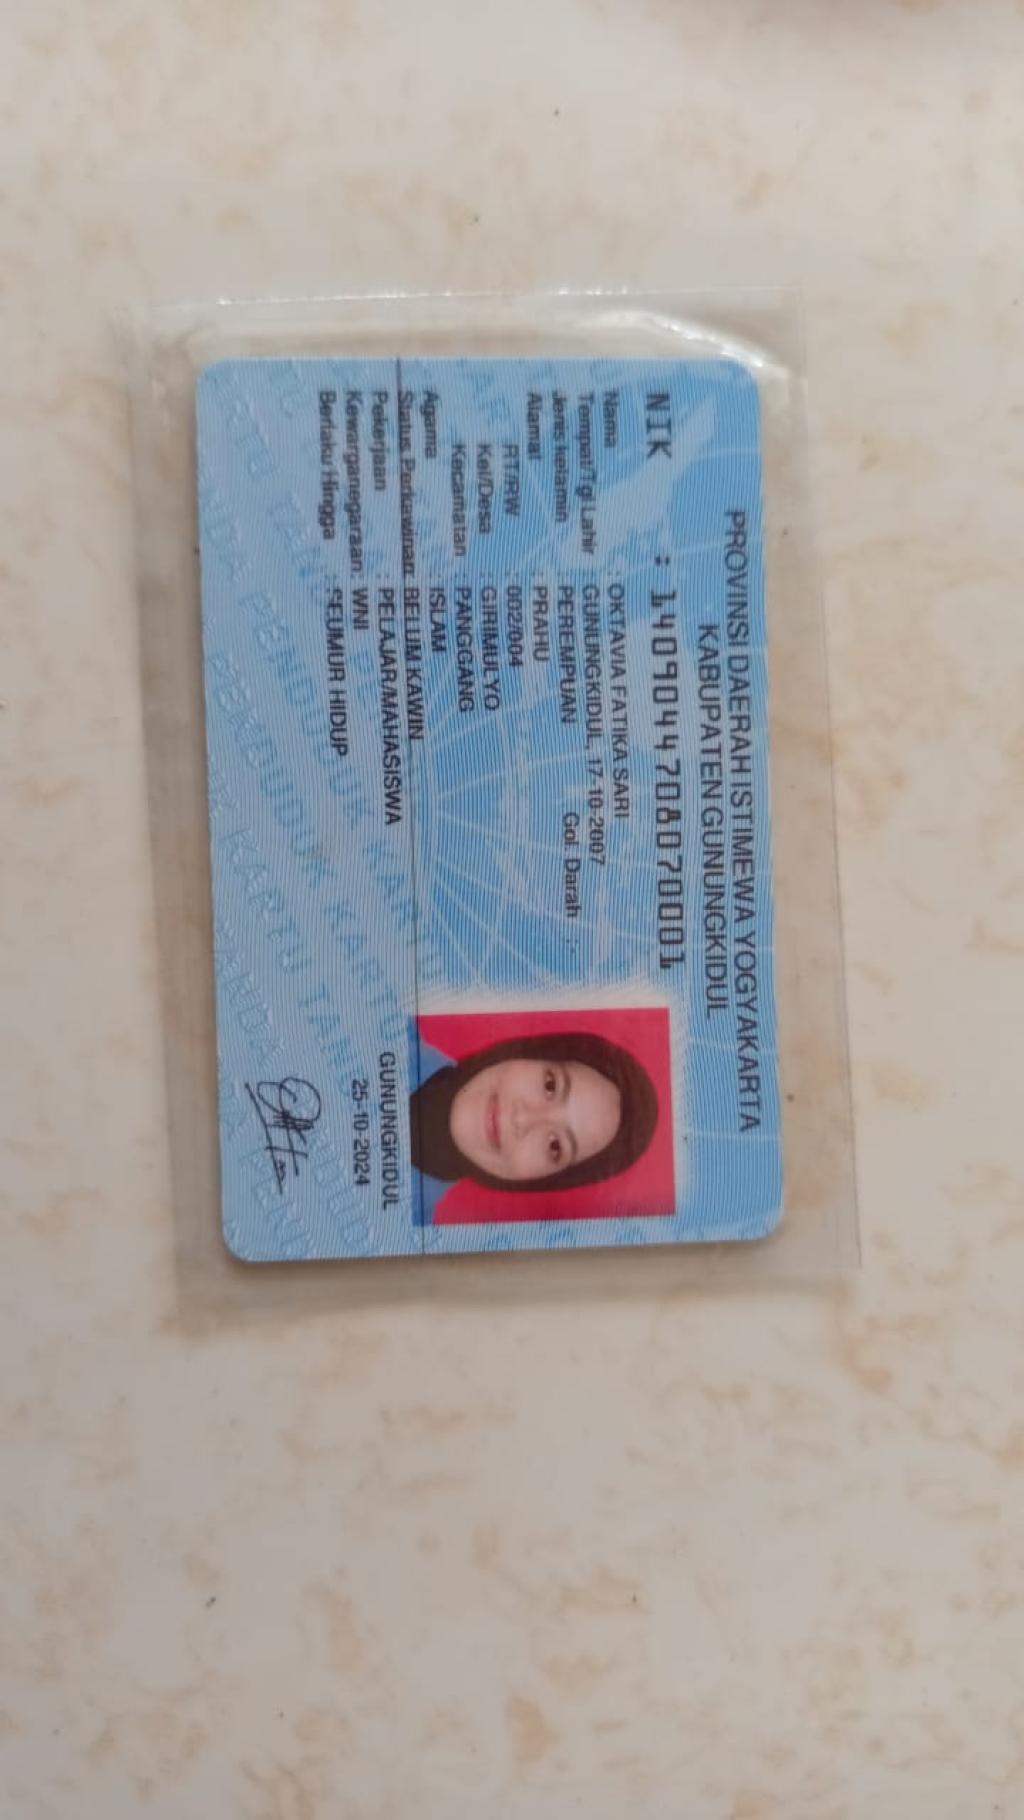 PROVINSI DAERAH ISTIMEWA YOGYAKARTA
KABUPATEN GUNUNGKIDUL
NIK : 1409044708070001
Nama : OKTAVIA FATIKA SARI
Tempat/Tgl Lahir : GUNUNGKIDUL, 17-10-2007
Jenis kelamin : PEREMPUAN Gol. Darah : -
Alamat : PRAHU
RT/RW : 002/004
Kel/Desa : GIRIMULYO
Kecamatan : PANGGANG
Agama : ISLAM
Status Perkawinan: BELUM KAWIN
Pekerjaan : PELAJAR/MAHASISWA
Kewarganegaraan: WNI
Berlaku Hingga : SEUMUR HIDUP
GUNUNGKIDUL
25-10-2024